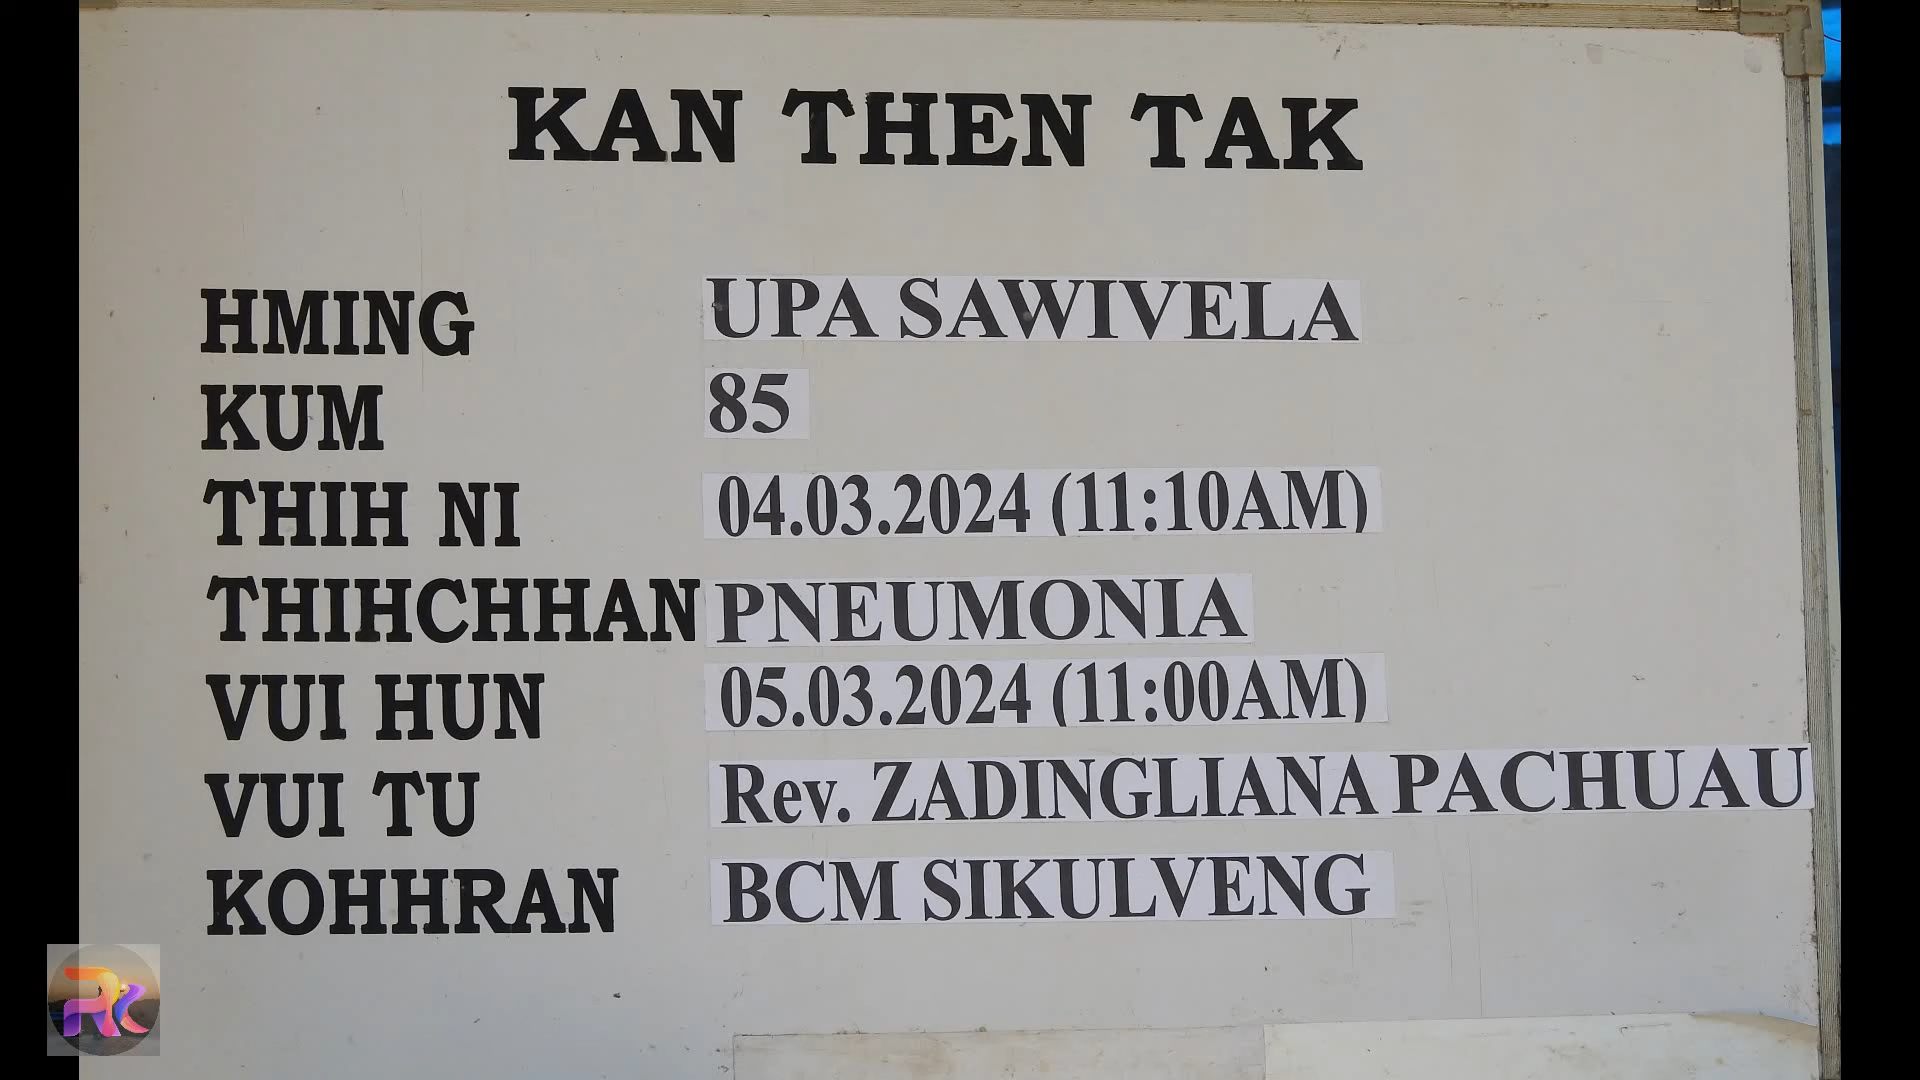 KAN THEN TAK
HMING UPA SAWIVELA
KUM 85
THIH NI 04.03.2024 (11:10AM)
THIHCHHAN PNEUMONIA
VUI HUN 05.03.2024 (11:00AM)
VUI TU Rev. ZADINGLIANA PACHUAU
KOHHRAN BCM SIKULVENG
RK